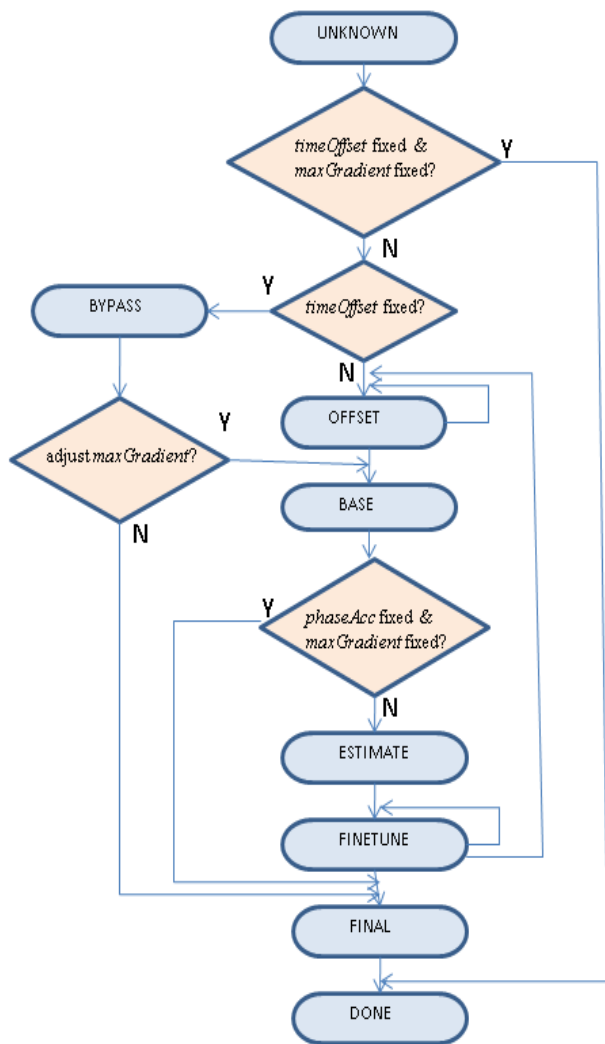 UNKNOWN
timeOffset fixed &
maxGradient fixed?
Y
N
Y
timeOffset fixed?
BYPASS
N
OFFSET
Y
adjust maxGradient?
BASE
N
Y
phaseAcc fixed &
maxGradient fixed?
N
ESTIMATE
FINETUNE
FINAL
DONE